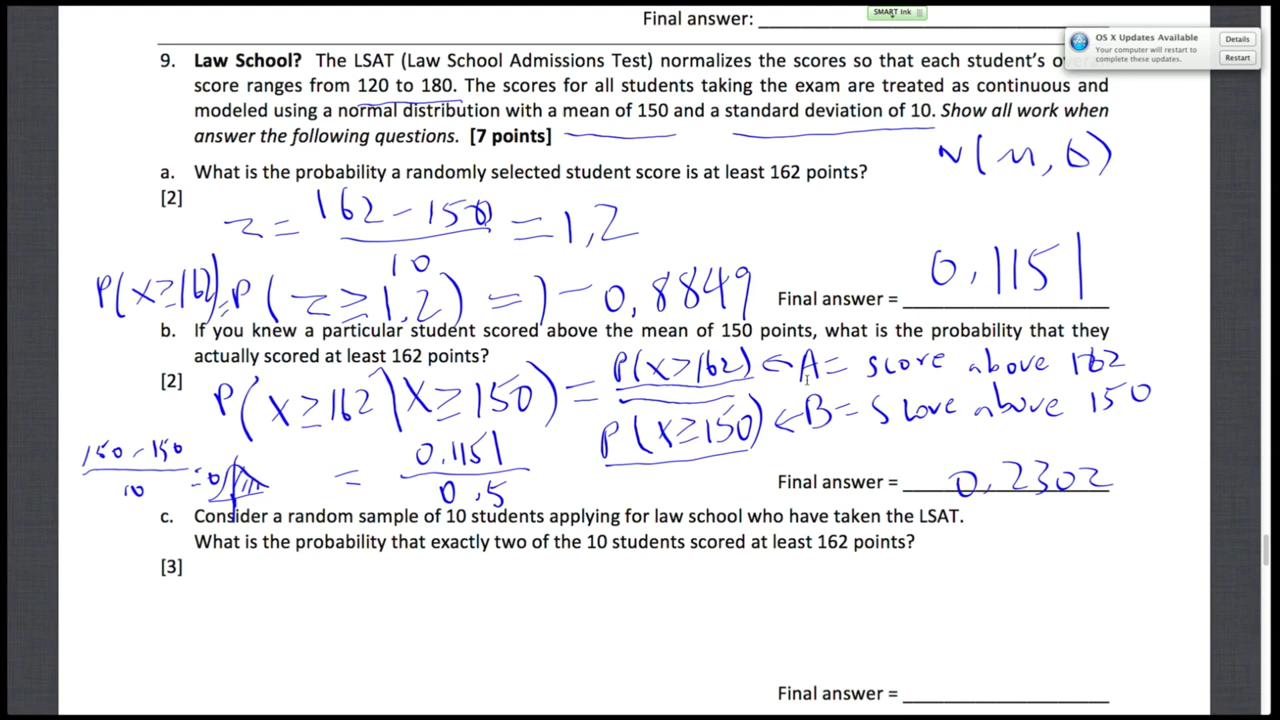 Final answer: ____________
SMART Ink
OS X Updates Available
Your computer will restart to
complete these updates.
Details
Restart
9. Law School? The LSAT (Law School Admissions Test) normalizes the scores so that each student's o
score ranges from 120 to 180. The scores for all students taking the exam are treated as continuous and
modeled using a normal distribution with a mean of 150 and a standard deviation of 10. Show all work when
answer the following questions. [7 points]
N(μ, σ)
a. What is the probability a randomly selected student score is at least 162 points?
[2]
z = (162 - 150)/10 = 1,2
P(X≥162) = P(z ≥ 1,2) = 1 - 0,8849
Final answer = 0,1151
b. If you knew a particular student scored above the mean of 150 points, what is the probability that they
actually scored at least 162 points?
[2]
P(X≥162|X≥150) = P(X≥162) ← A = score above 162
P(X≥150) ← B = Score above 150
150-150/10 = 0
= 0.1151/0.5
Final answer = 0,2302
c. Consider a random sample of 10 students applying for law school who have taken the LSAT.
What is the probability that exactly two of the 10 students scored at least 162 points?
[3]
Final answer = ____________